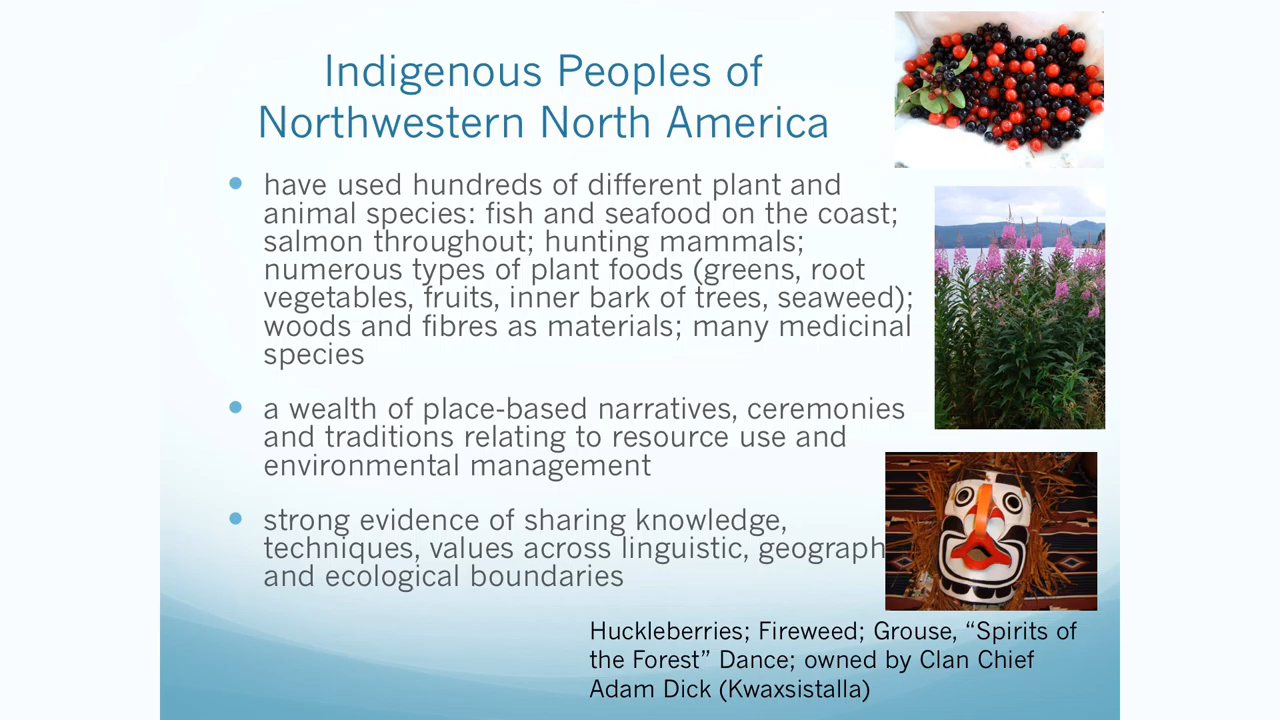 Indigenous Peoples of
Northwestern North America
• have used hundreds of different plant and
animal species: fish and seafood on the coast;
salmon throughout; hunting mammals;
numerous types of plant foods (greens, root
vegetables, fruits, inner bark of trees, seaweed);
woods and fibres as materials; many medicinal
species
• a wealth of place-based narratives, ceremonies
and traditions relating to resource use and
environmental management
• strong evidence of sharing knowledge,
techniques, values across linguistic, geograph
and ecological boundaries
Huckleberries; Fireweed; Grouse, “Spirits of
the Forest” Dance; owned by Clan Chief
Adam Dick (Kwaxsistalla)